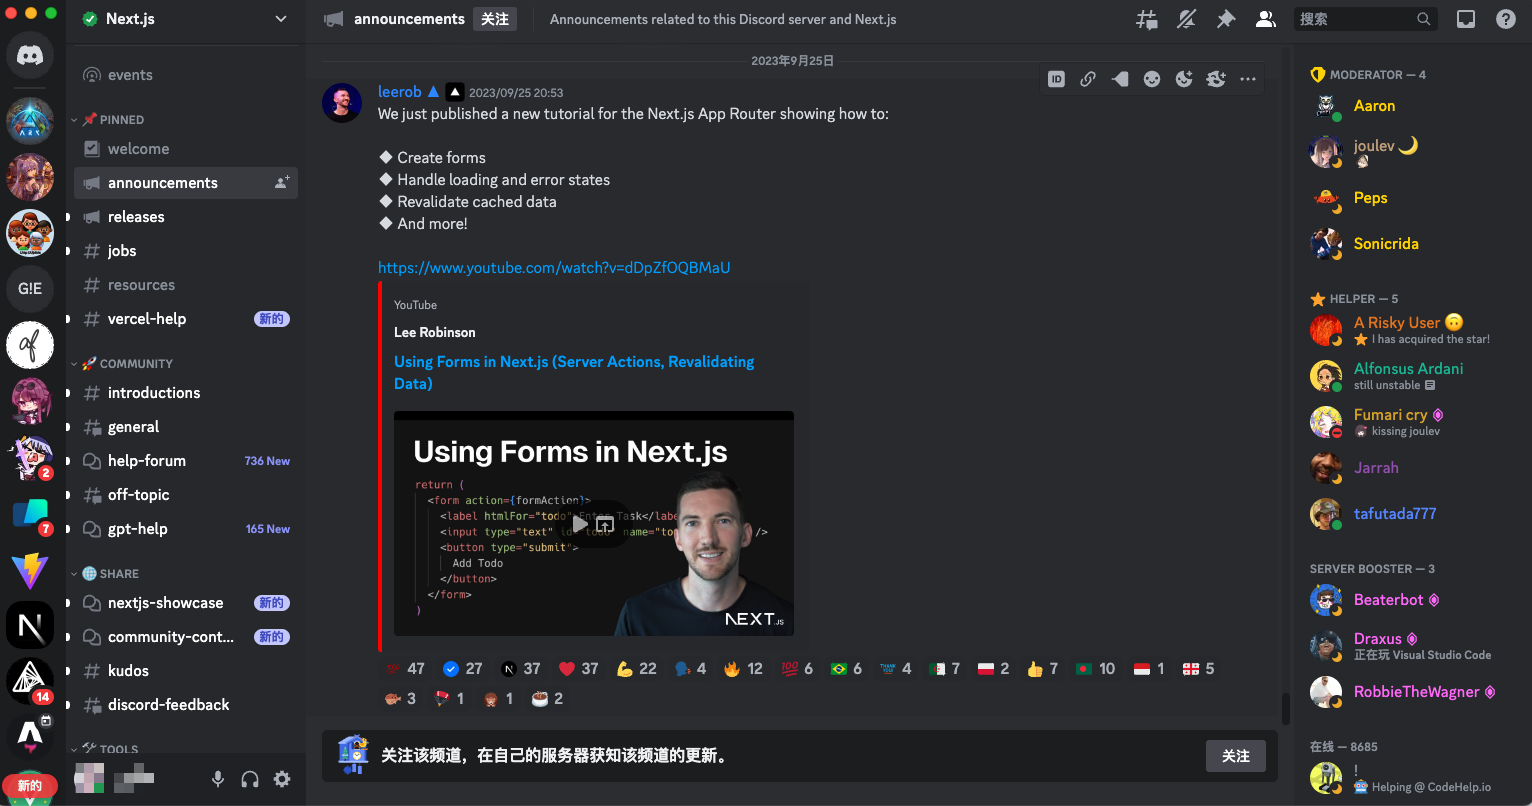 Next.js
events
PINNED
welcome
announcements
releases
jobs
resources
vercel-help 新的
COMMUNITY
introductions
general
help-forum 736 New
off-topic
gpt-help 165 New
SHARE
nextjs-showcase 新的
community-cont... 新的
kudos
discord-feedback
TOOLS
ARK
G!E
af
2
7
N
14
新的
announcements 关注 Announcements related to this Discord server and Next.js
搜索
2023年9月25日
ID
leerob 2023/09/25 20:53
We just published a new tutorial for the Next.js App Router showing how to:
◆ Create forms
◆ Handle loading and error states
◆ Revalidate cached data
◆ And more!
https://www.youtube.com/watch?v=dDpZfOQBMaU
YouTube
Lee Robinson
Using Forms in Next.js (Server Actions, Revalidating
Data)
Using Forms in Next.js
return (
<form action={formAction}>
<label htmlFor="todo">Enter Task</label>
<input type="text" id="todo" name="to /> 
<button type="submit">
Add Todo
</button>
</form>
)
NEXT.JS
47 27 37 37 22 4 12 100 6 6 4 7 2 7 10 1 5
3 1 1 2
关注该频道，在自己的服务器获知该频道的更新。
关注
MODERATOR — 4
Aaron
joulev
Peps
Sonicrida
HELPER — 5
A Risky User
I has acquired the star!
Alfonsus Ardani
still unstable
Fumari cry
kissing joulev
Jarrah
tafutada777
SERVER BOOSTER — 3
Beaterbot
Draxus
正在玩 Visual Studio Code
RobbieTheWagner
在线 — 8685
!
Helping @ CodeHelp.io